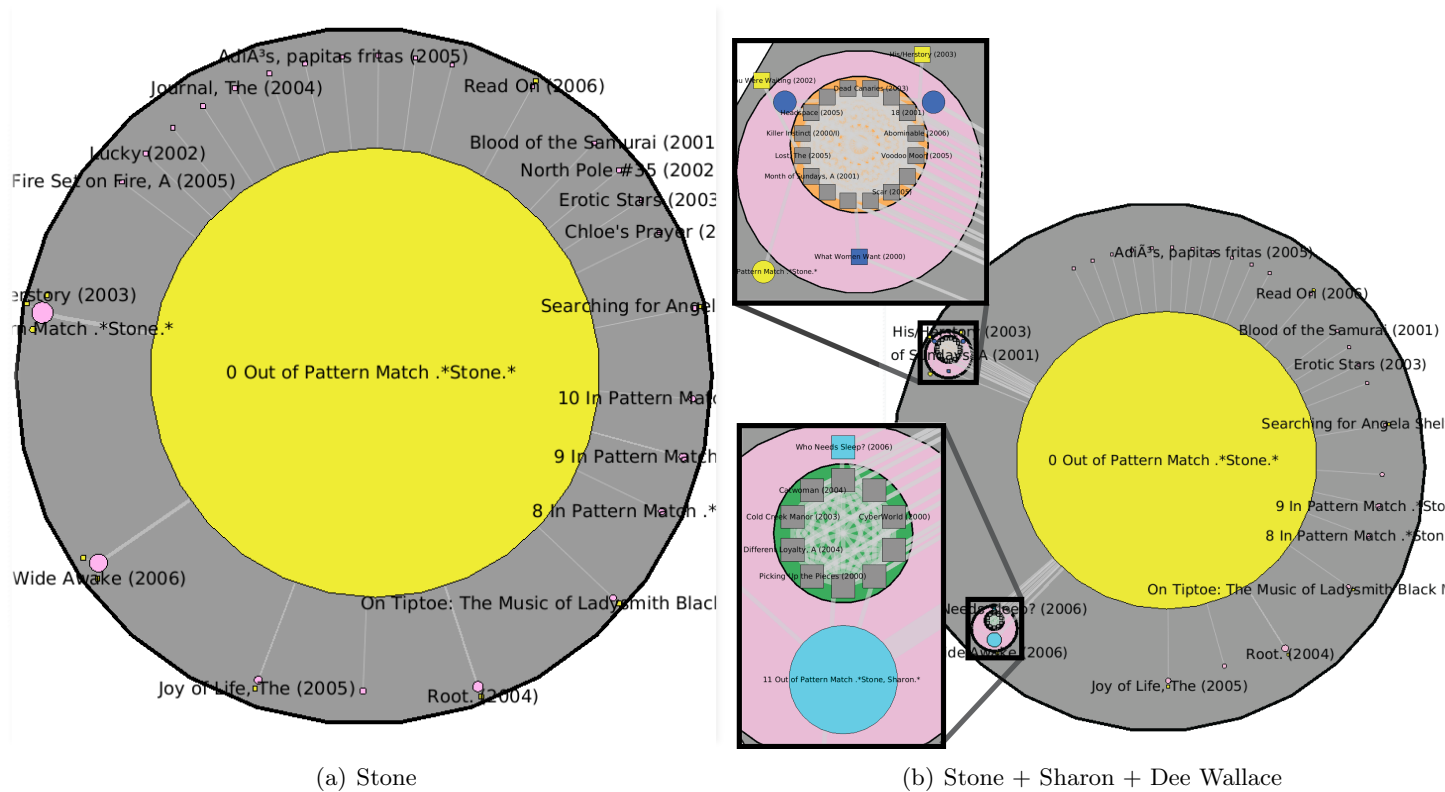 AdiÃ³s, papitas fritas (2005)
Journal, The (2004)
Read On (2006)
Blood of the Samurai (2001
Lucky (2002)
North Pole #35 (2002
Fire Set on Fire, A (2005)
Erotic Stars (2003
Chloe's Prayer (2
erstory (2003)
Searching for Angel
n Match .*Stone.*
0 Out of Pattern Match .*Stone.*
10 In Pattern Matc
9 In Pattern Match
8 In Pattern Match .*
Wide Awake (2006)
On Tiptoe: The Music of Ladysmith Black
Joy of Life, The (2005)
Root. (2004)
(a) Stone
His/Herstory (2003)
ou Were Waiting (2002)
Dead Canaries (2003)
Headspace (2005)
18 (2001)
Killer Instinct (2000/I)
Abominable (2006)
Lost, The (2005)
Voodoo Moon (2005)
Month of Sundays, A (2001)
Scar (2005)
What Women Want (2000)
Pattern Match .*Stone.*
AdiÃ³s, papitas fritas (2005)
Read On (2006)
His/Herstory (2003)
Blood of the Samurai (2001)
of Sundays, A (2001)
Erotic Stars (2003)
Searching for Angela Shel
0 Out of Pattern Match .*Stone.*
9 In Pattern Match .*Sto
8 In Pattern Match .*Ston
On Tiptoe: The Music of Ladysmith Black
Needs Sleep? (2006)
de Awake (2006)
Root. (2004)
Joy of Life, The (2005)
Who Needs Sleep? (2006)
Catwoman (2004)
Cold Creek Manor (2003)
CyberWorld (2000)
Different Loyalty, A (2004)
Picking Up the Pieces (2000)
11 Out of Pattern Match .*Stone, Sharon.*
(b) Stone + Sharon + Dee Wallace